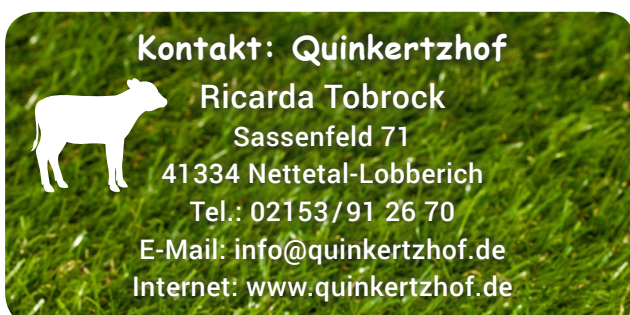 Kontakt: Quinkertzhof
Ricarda Tobrock
Sassenfeld 71
41334 Nettetal-Lobberich
Tel.: 02153/91 26 70
E-Mail: info@quinkertzhof.de
Internet: www.quinkertzhof.de